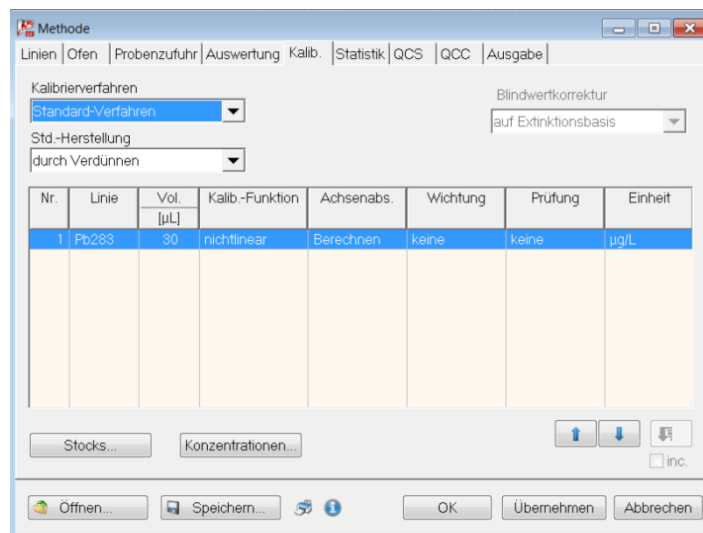 Methode
Linien Ofen Probenzufuhr Auswertung Kalib. Statistik QCS QCC Ausgabe
Kalibrierverfahren
Standard-Verfahren
Blindwertkorrektur
auf Extinktionsbasis
Std.-Herstellung
durch Verdünnen
Nr. Linie Vol. [µL] Kalib.-Funktion Achsenabs. Wichtung Prüfung Einheit
1 Pb283 30 nichtlinear Berechnen keine keine µg/L
Stocks... Konzentrationen...
inc.
Öffnen... Speichern... OK Übernehmen Abbrechen